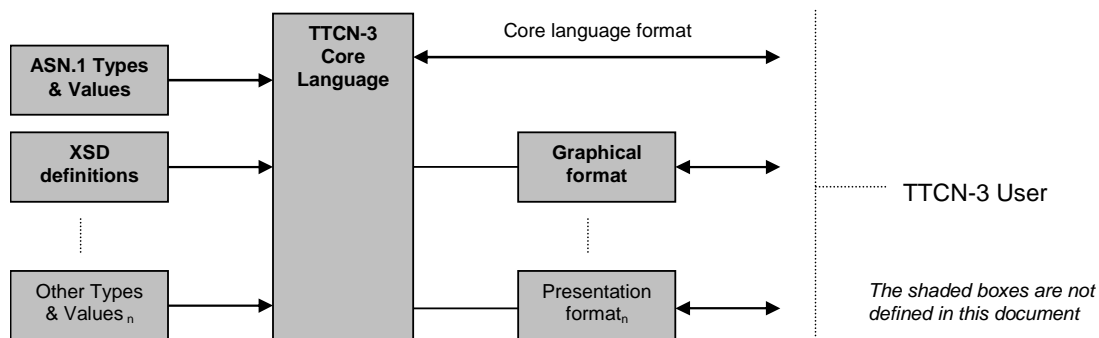 TTCN-3
Core
Language
Core language format
ASN.1 Types
& Values
XSD
definitions
Graphical
format
TTCN-3 User
Other Types
& Values n
Presentation
formatn
The shaded boxes are not
defined in this document